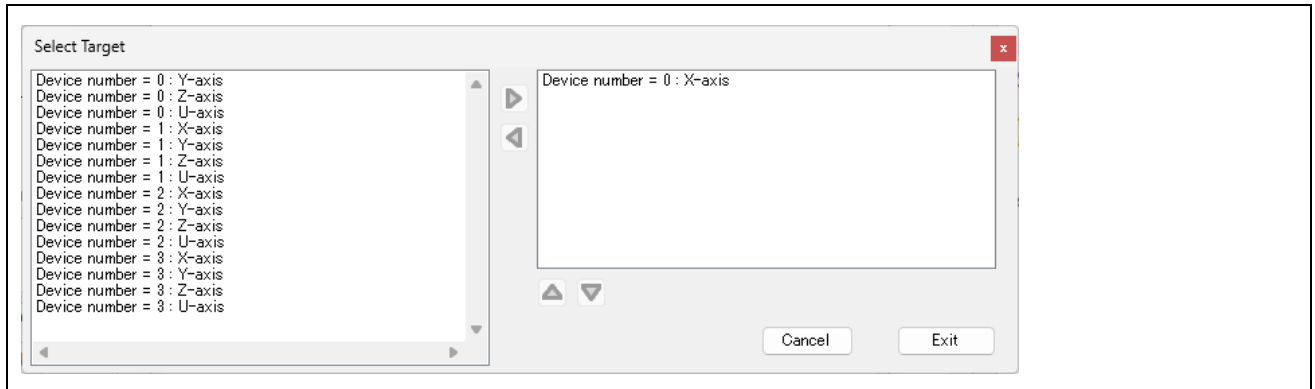 Select Target
x
Device number = 0 : Y-axis
Device number = 0 : Z-axis
Device number = 0 : U-axis
Device number = 1 : X-axis
Device number = 1 : Y-axis
Device number = 1 : Z-axis
Device number = 1 : U-axis
Device number = 2 : X-axis
Device number = 2 : Y-axis
Device number = 2 : Z-axis
Device number = 2 : U-axis
Device number = 3 : X-axis
Device number = 3 : Y-axis
Device number = 3 : Z-axis
Device number = 3 : U-axis
Device number = 0 : X-axis
Cancel
Exit